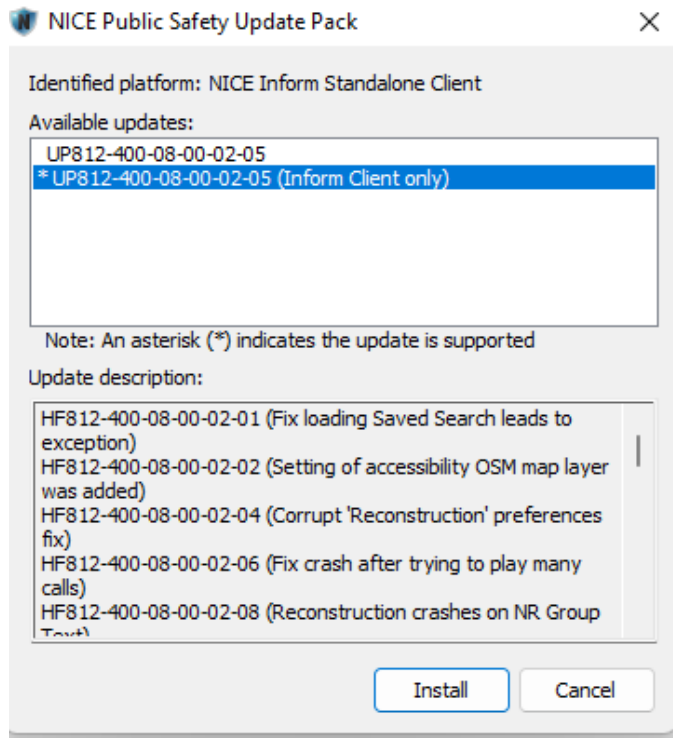 NICE Public Safety Update Pack
Identified platform: NICE Inform Standalone Client
Available updates:
UP812-400-08-00-02-05
* UP812-400-08-00-02-05 (Inform Client only)
Note: An asterisk (*) indicates the update is supported
Update description:
HF812-400-08-00-02-01 (Fix loading Saved Search leads to
exception)
HF812-400-08-00-02-02 (Setting of accessibility OSM map layer
was added)
HF812-400-08-00-02-04 (Corrupt 'Reconstruction' preferences
fix)
HF812-400-08-00-02-06 (Fix crash after trying to play many
calls)
HF812-400-08-00-02-08 (Reconstruction crashes on NR Group
Text)
Install Cancel